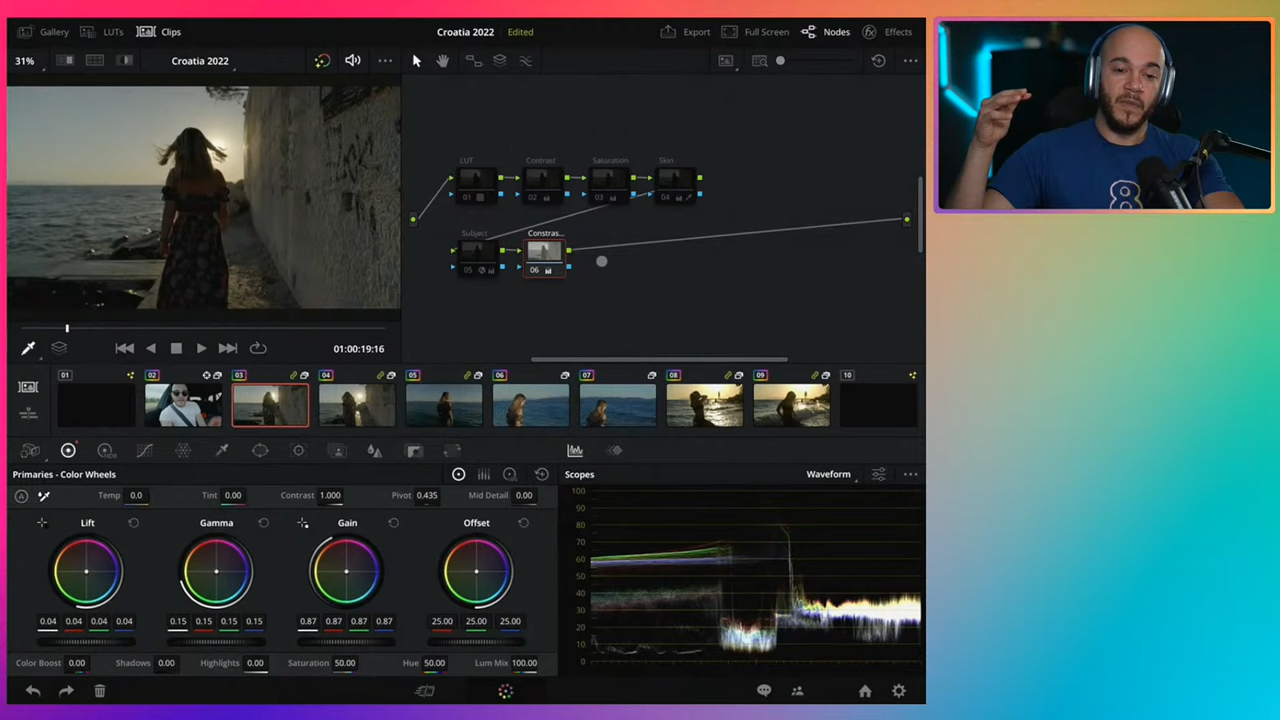 Gallery LUTs Clips Croatia 2022 Edited Export Full Screen Nodes Effects
31% Croatia 2022
LUT Contrast Saturation Skin
01 02 03 04
Subject Constras...
05 06
01:00:19:16
01 02 03 04 05 06 07 08 09 10
Primaries - Color Wheels Scopes Waveform
A Temp 0.0 Tint 0.00 Contrast 1.000 Pivot 0.435 Mid Detail 0.00
Lift Gamma Gain Offset
0.04 0.04 0.04 0.04 0.15 0.15 0.15 0.15 0.87 0.87 0.87 0.87 25.00 25.00 25.00
Color Boost 0.00 Shadows 0.00 Highlights 0.00 Saturation 50.00 Hue 50.00 Lum Mix 100.00
100
90
80
70
60
50
40
30
20
10
0
8